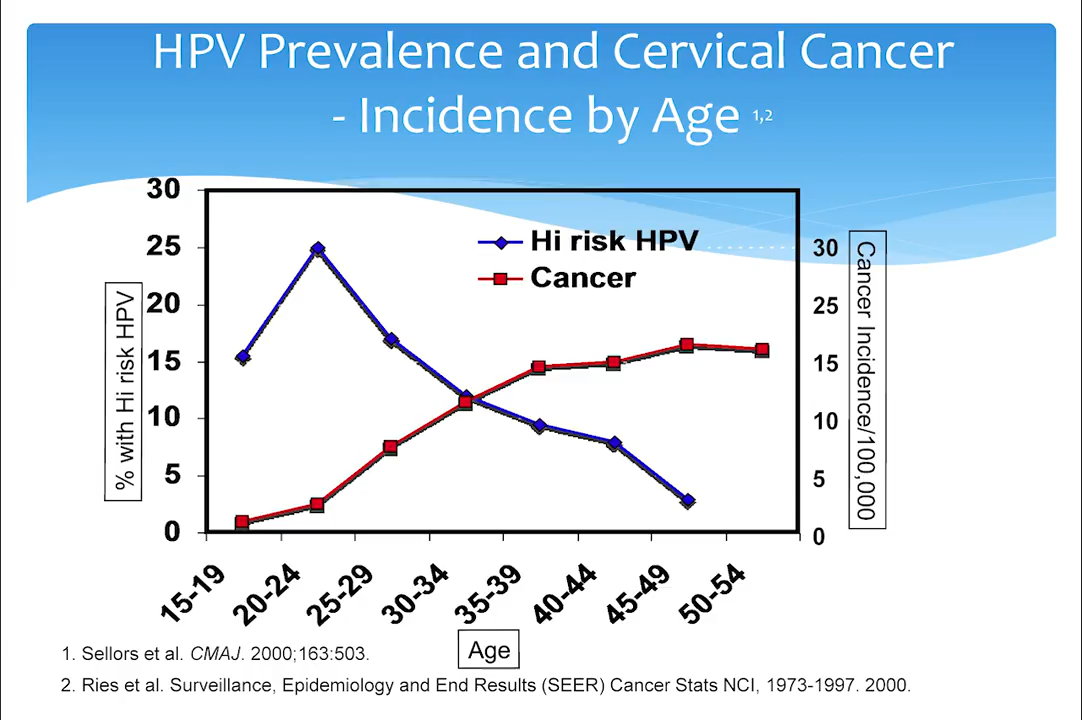 HPV Prevalence and Cervical Cancer
- Incidence by Age 1,2
30
25
20
15
10
5
0
% with Hi risk HPV
Hi risk HPV
Cancer
30
25
15
10
5
0
Cancer Incidence/100,000
15-19
20-24
25-29
30-34
35-39
40-44
45-49
50-54
Age
1. Sellors et al. CMAJ. 2000;163:503.
2. Ries et al. Surveillance, Epidemiology and End Results (SEER) Cancer Stats NCI, 1973-1997. 2000.